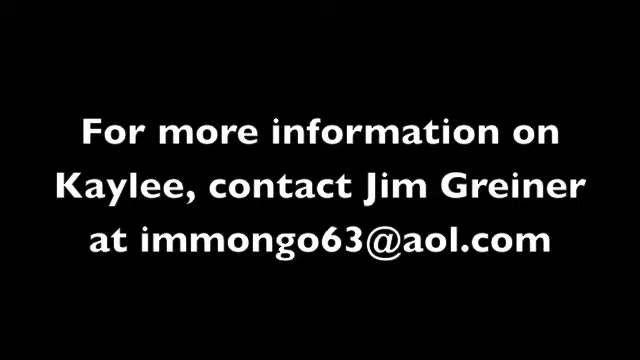 For more information on
Kaylee, contact Jim Greiner
at immongo63@aol.com